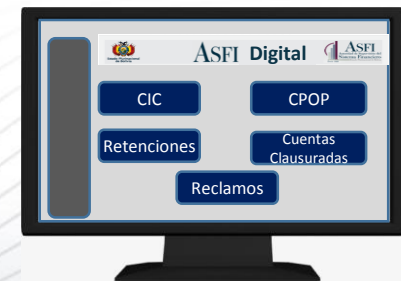 ASFI Digital ASFI
CIC
CPOP
Retenciones
Cuentas
Clausuradas
Reclamos